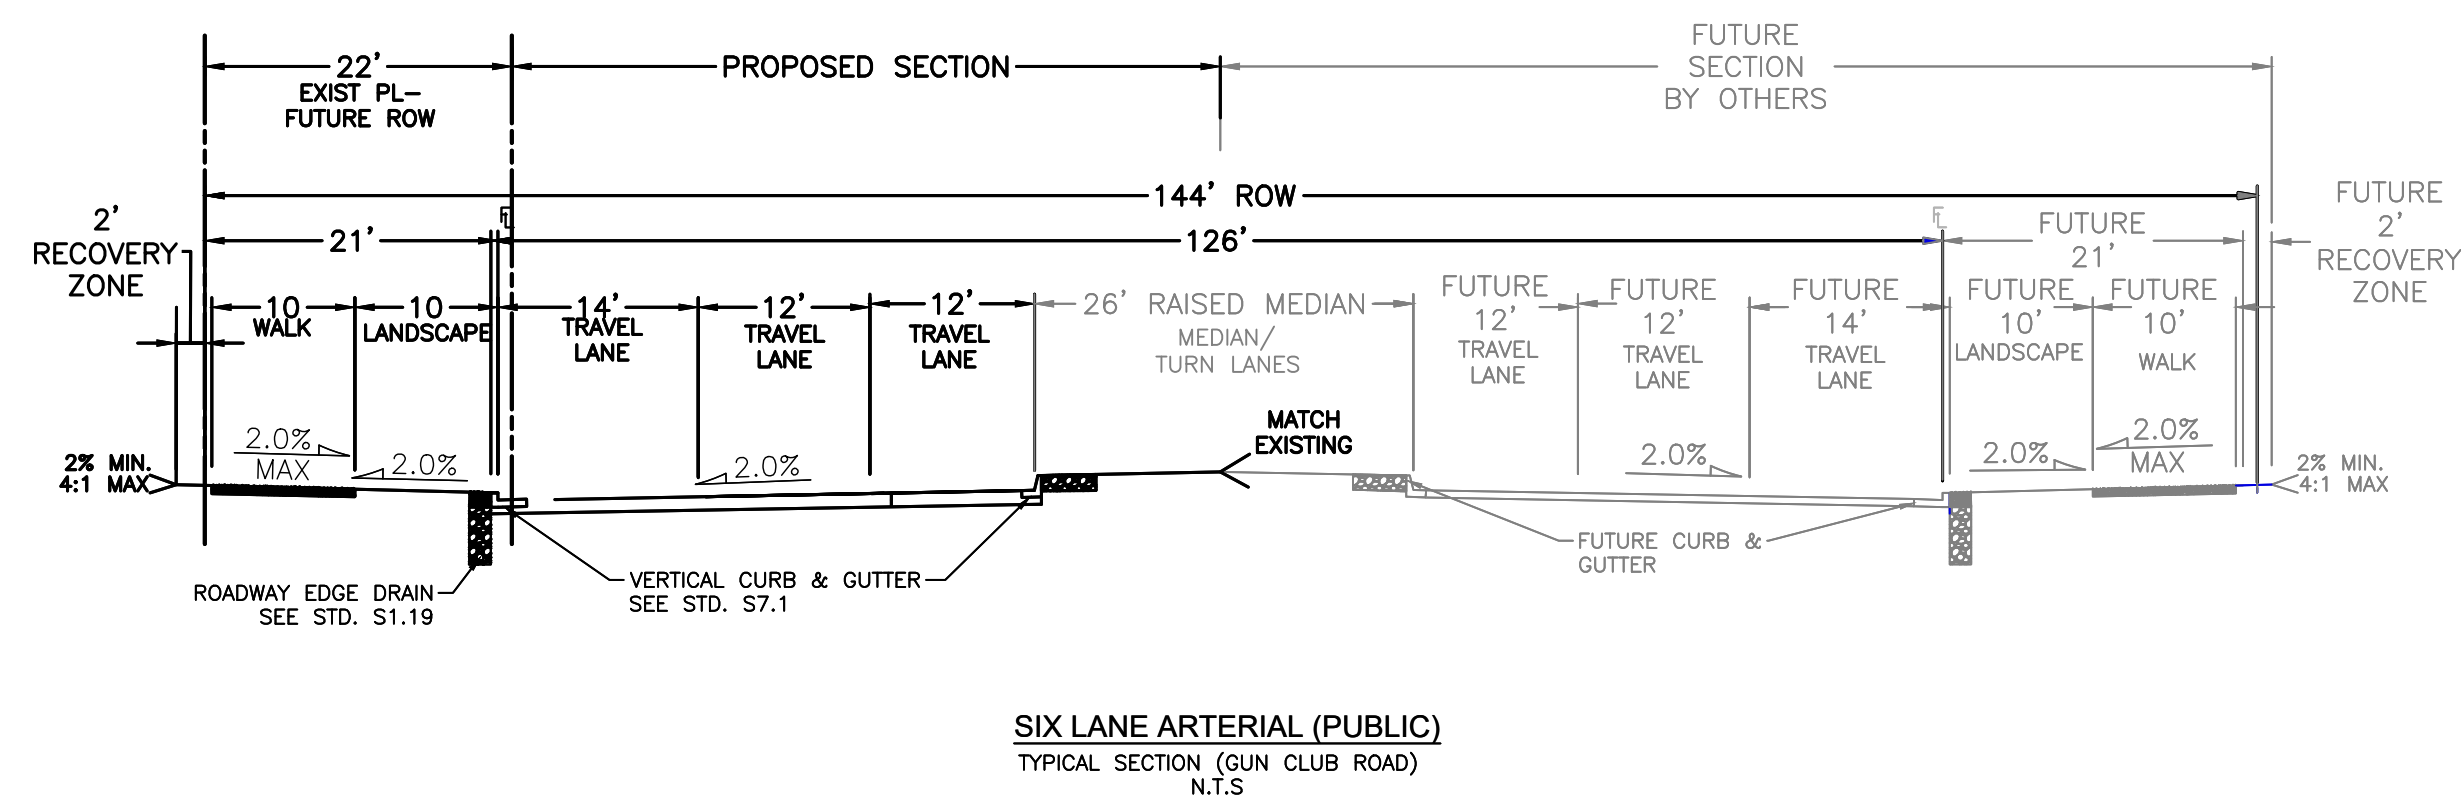 22'
EXIST PL-
FUTURE ROW
PROPOSED SECTION
FUTURE
SECTION
BY OTHERS
144' ROW
2'
RECOVERY
ZONE
21'
FL
126'
FL
FUTURE
21'
FUTURE
2'
RECOVERY
ZONE
10
WALK
10
LANDSCAPE
14'
TRAVEL
LANE
12'
TRAVEL
LANE
12'
TRAVEL
LANE
26' RAISED MEDIAN
MEDIAN/
TURN LANES
FUTURE
12'
TRAVEL
LANE
FUTURE
12'
TRAVEL
LANE
FUTURE
14'
TRAVEL
LANE
FUTURE
10'
LANDSCAPE
FUTURE
10'
WALK
2% MIN.
4:1 MAX
2.0%
MAX
2.0%
2.0%
MATCH
EXISTING
2.0%
2.0%
2.0%
MAX
2% MIN.
4:1 MAX
ROADWAY EDGE DRAIN
SEE STD. S1.19
VERTICAL CURB & GUTTER
SEE STD. S7.1
FUTURE CURB &
GUTTER
SIX LANE ARTERIAL (PUBLIC)
TYPICAL SECTION (GUN CLUB ROAD)
N.T.S